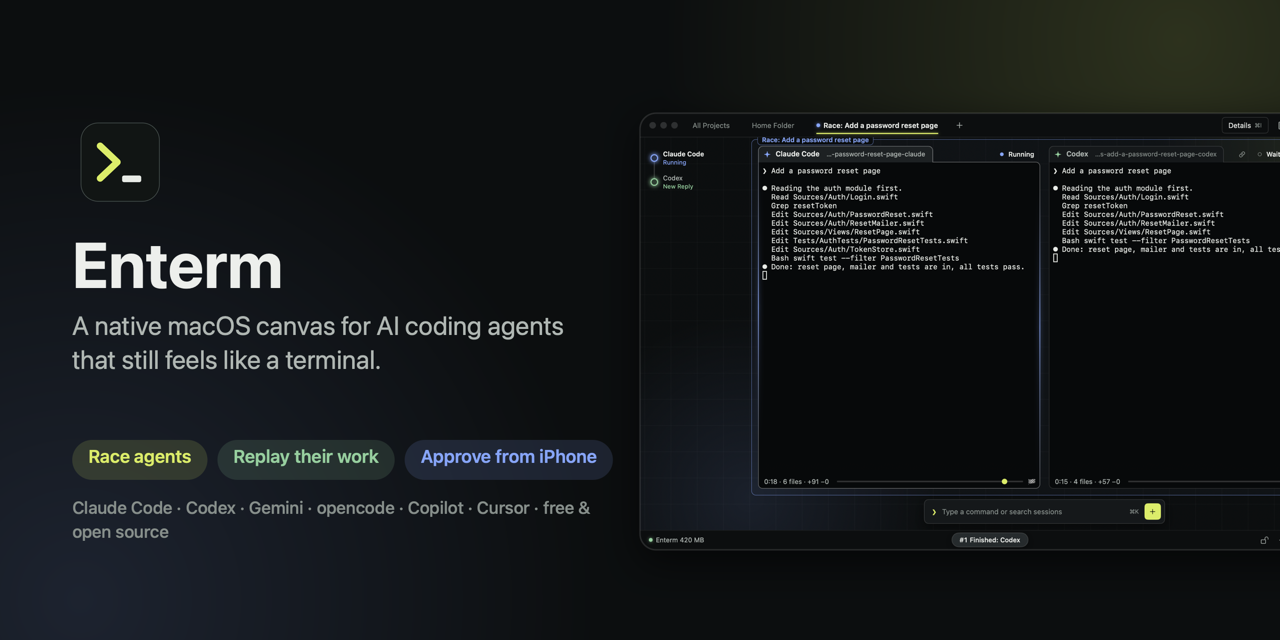 Enterm
A native macOS canvas for AI coding agents
that still feels like a terminal.
Race agents
Replay their work
Approve from iPhone
Claude Code · Codex · Gemini · opencode · Copilot · Cursor · free &
open source
All Projects
Home Folder
Race: Add a password reset page
+
Details
Claude Code
Running
Codex
New Reply
Race: Add a password reset page
Claude Code ...-password-reset-page-claude
Running
❯ Add a password reset page
● Reading the auth module first.
Read Sources/Auth/Login.swift
Grep resetToken
Edit Sources/Auth/PasswordReset.swift
Edit Sources/Auth/ResetMailer.swift
Edit Sources/Views/ResetPage.swift
Edit Tests/AuthTests/PasswordResetTests.swift
Edit Sources/Auth/TokenStore.swift
Bash swift test --filter PasswordResetTests
● Done: reset page, mailer and tests are in, all tests pass.
0:18 · 6 files · +91 −0
Codex ...s-add-a-password-reset-page-codex
Wait
❯ Add a password reset page
● Reading the auth module first.
Read Sources/Auth/Login.swift
Grep resetToken
Edit Sources/Auth/PasswordReset.swift
Edit Sources/Auth/ResetMailer.swift
Edit Sources/Views/ResetPage.swift
Bash swift test --filter PasswordResetTests
● Done: reset page, mailer and tests are in, all tes
0:15 · 4 files · +57 −0
❯ Type a command or search sessions
⌘K
+
Enterm 420 MB
#1 Finished: Codex